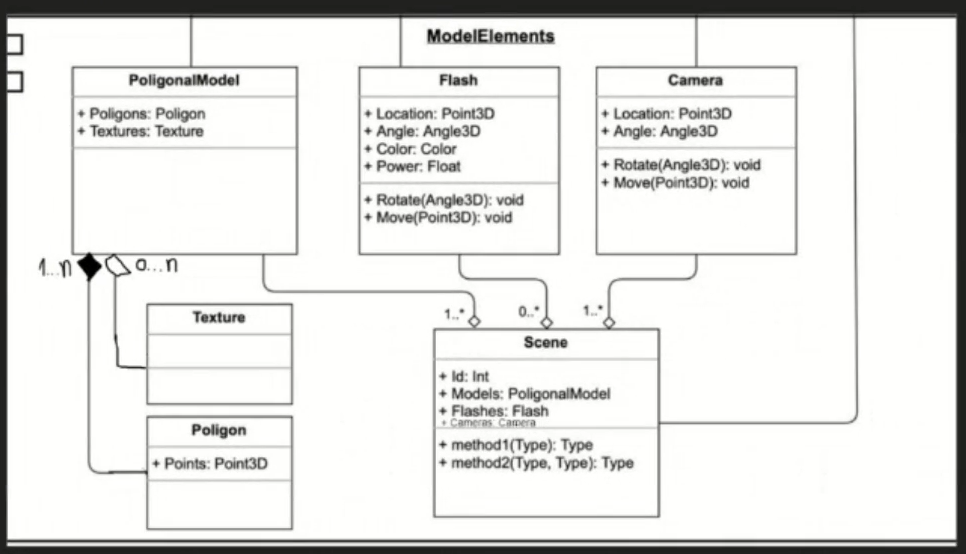 ModelElements
PoligonalModel
+ Poligons: Poligon
+ Textures: Texture
Flash
+ Location: Point3D
+ Angle: Angle3D
+ Color: Color
+ Power: Float
+ Rotate(Angle3D): void
+ Move(Point3D): void
Camera
+ Location: Point3D
+ Angle: Angle3D
+ Rotate(Angle3D): void
+ Move(Point3D): void
1...n
0...n
1..*
0..*
1..*
Texture
Poligon
+ Points: Point3D
Scene
+ Id: Int
+ Models: PoligonalModel
+ Flashes: Flash
+ Cameras: Camera
+ method1(Type): Type
+ method2(Type, Type): Type